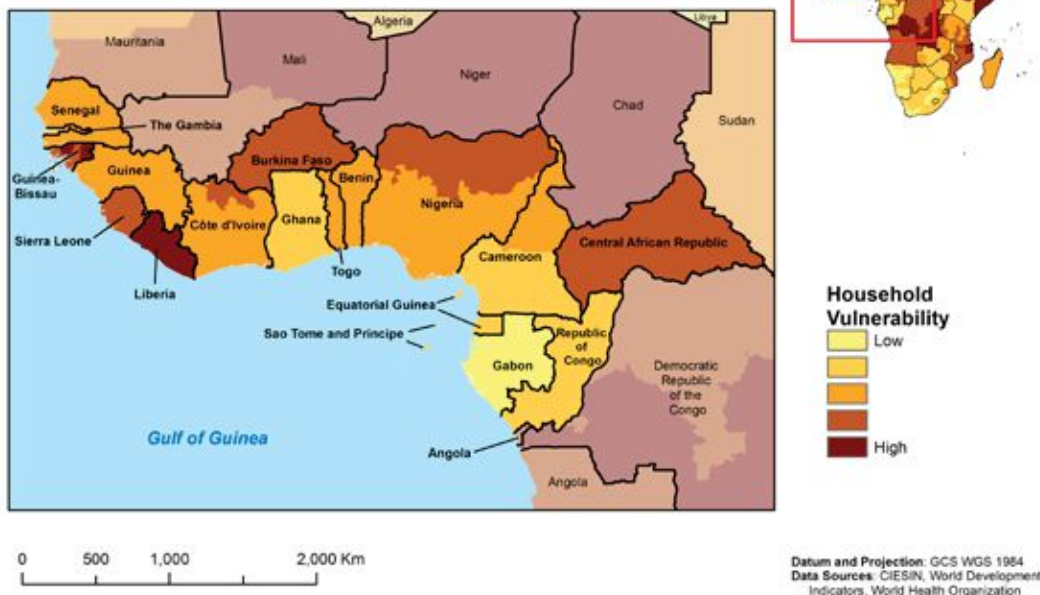 Algeria
Libya
Mauritania
Mali
Niger
Chad
Sudan
Senegal
The Gambia
Guinea-
Bissau
Guinea
Burkina Faso
Benin
Nigeria
Côte d'Ivoire
Ghana
Sierra Leone
Liberia
Togo
Central African Republic
Cameroon
Equatorial Guinea
Sao Tome and Principe
Republic
of
Congo
Gabon
Democratic
Republic
of the
Congo
Gulf of Guinea
Angola
Angola
Household
Vulnerability
Low
High
0 500 1,000 2,000 Km
Datum and Projection: GCS WGS 1984
Data Sources: CIESIN, World Development
Indicators, World Health Organization